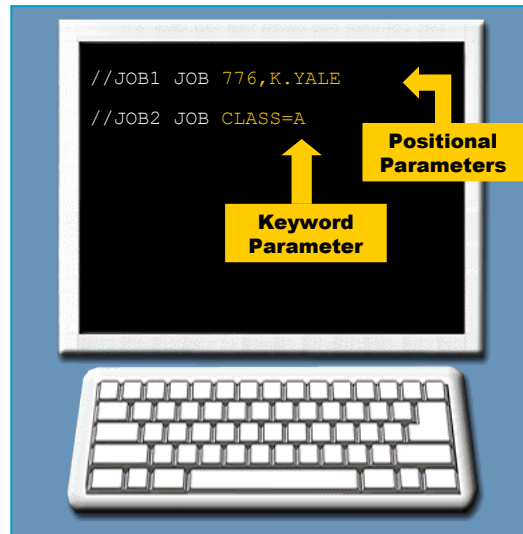 //JOB1 JOB 776,K.YALE
//JOB2 JOB CLASS=A
Positional
Parameters
Keyword
Parameter